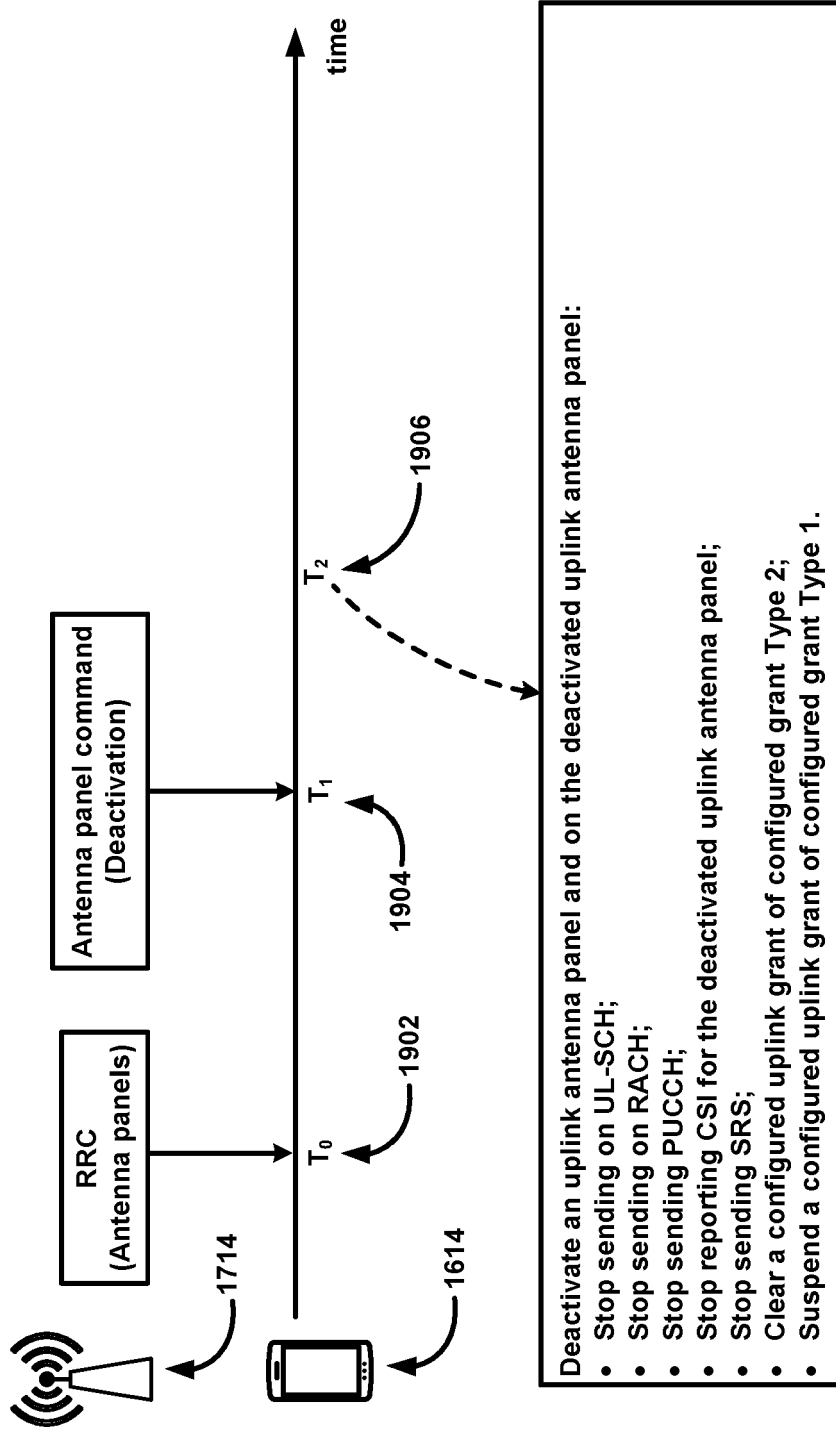 RRC
(Antenna panels)
Antenna panel command
(Deactivation)
1714
1614
T0
1902
T1
1904
T2
1906
time
Deactivate an uplink antenna panel and on the deactivated uplink antenna panel:
• Stop sending on UL-SCH;
• Stop sending on RACH;
• Stop sending PUCCH;
• Stop reporting CSI for the deactivated uplink antenna panel;
• Stop sending SRS;
• Clear a configured uplink grant of configured grant Type 2;
• Suspend a configured uplink grant of configured grant Type 1.